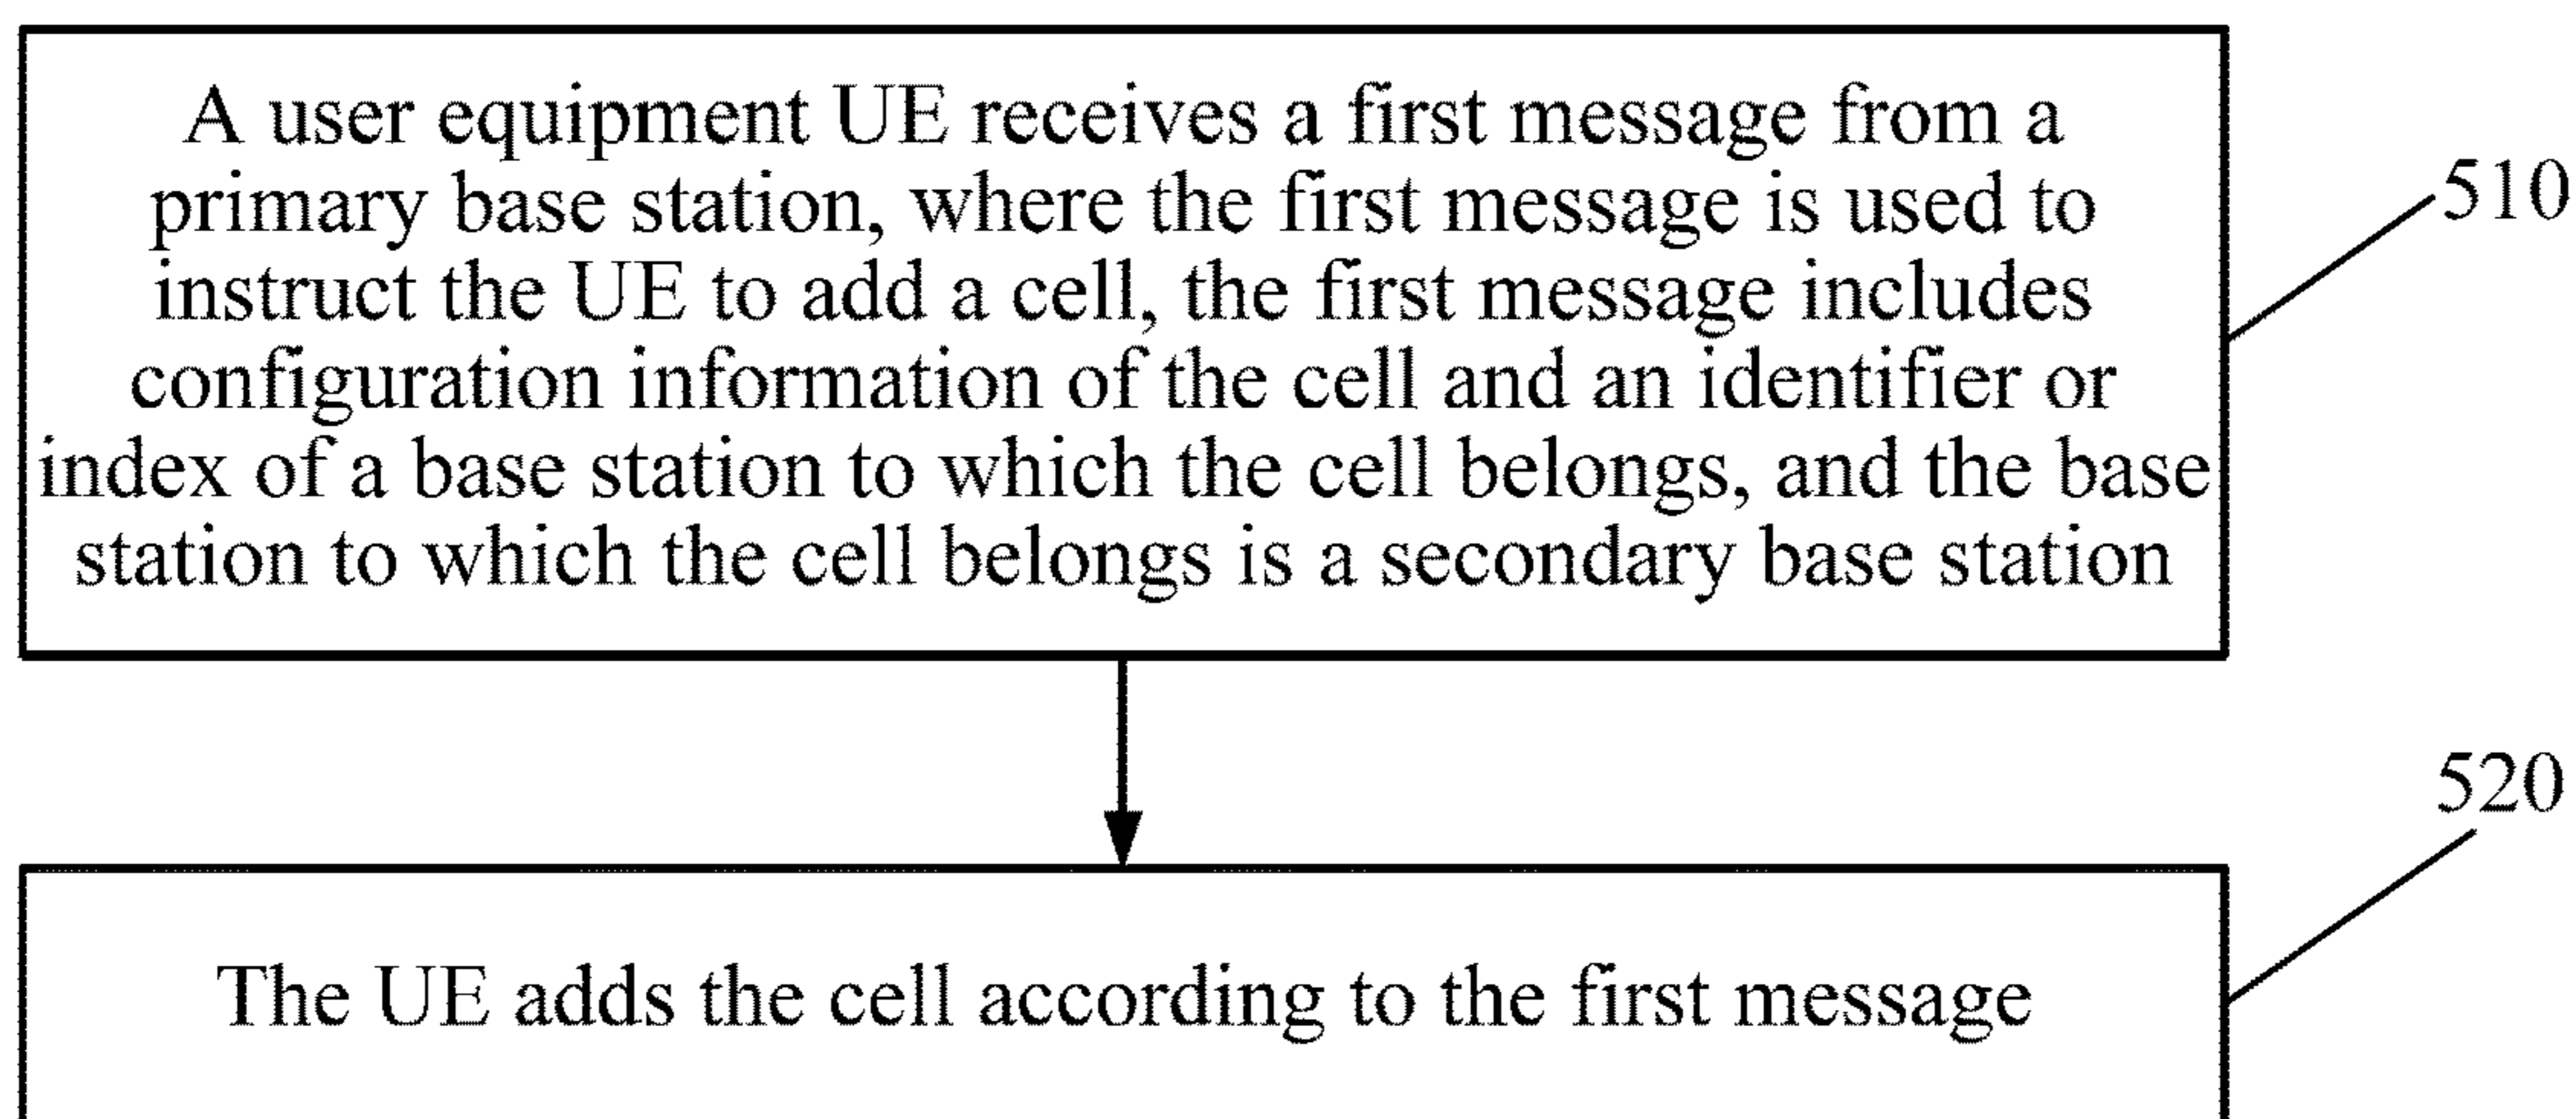 A user equipment UE receives a first message from a
primary base station, where the first message is used to
instruct the UE to add a cell, the first message includes
configuration information of the cell and an identifier or
index of a base station to which the cell belongs, and the base
station to which the cell belongs is a secondary base station
510
520
The UE adds the cell according to the first message